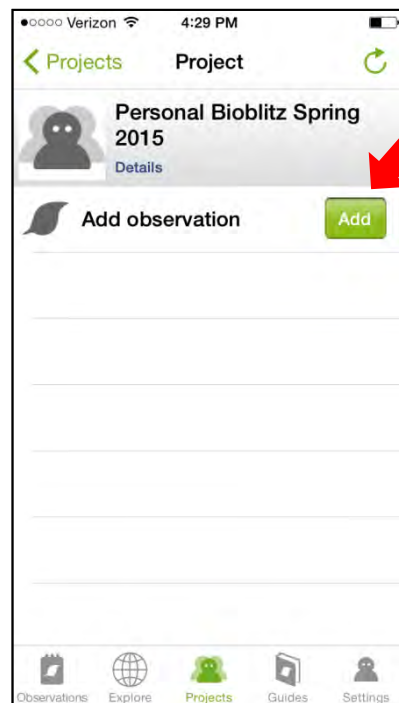 Verizon 4:29 PM
Projects Project
Personal Bioblitz Spring
2015
Details
Add observation Add
Observations Explore Projects Guides Settings